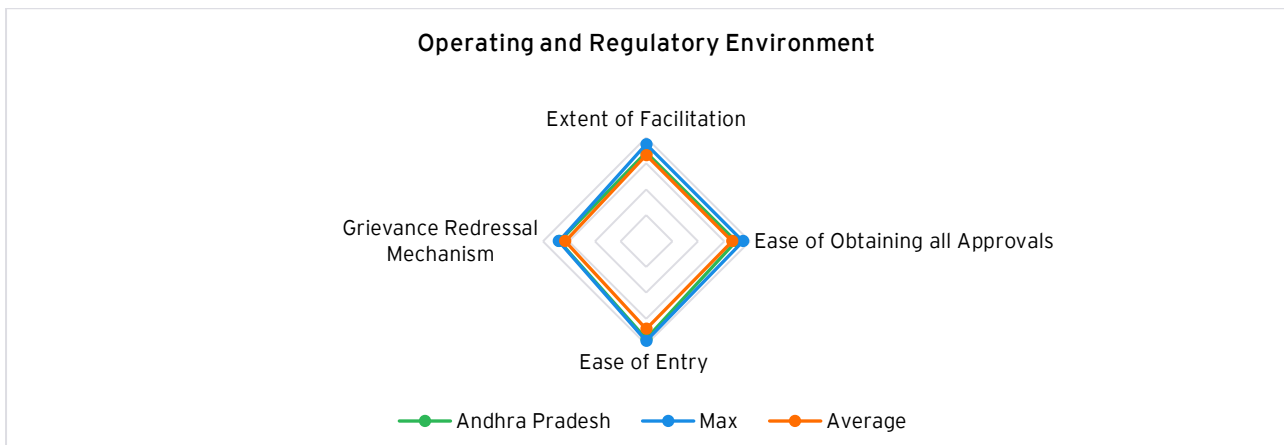 Operating and Regulatory Environment
Extent of Facilitation
Grievance Redressal
Mechanism
Ease of Obtaining all Approvals
Ease of Entry
Andhra Pradesh
Max
Average